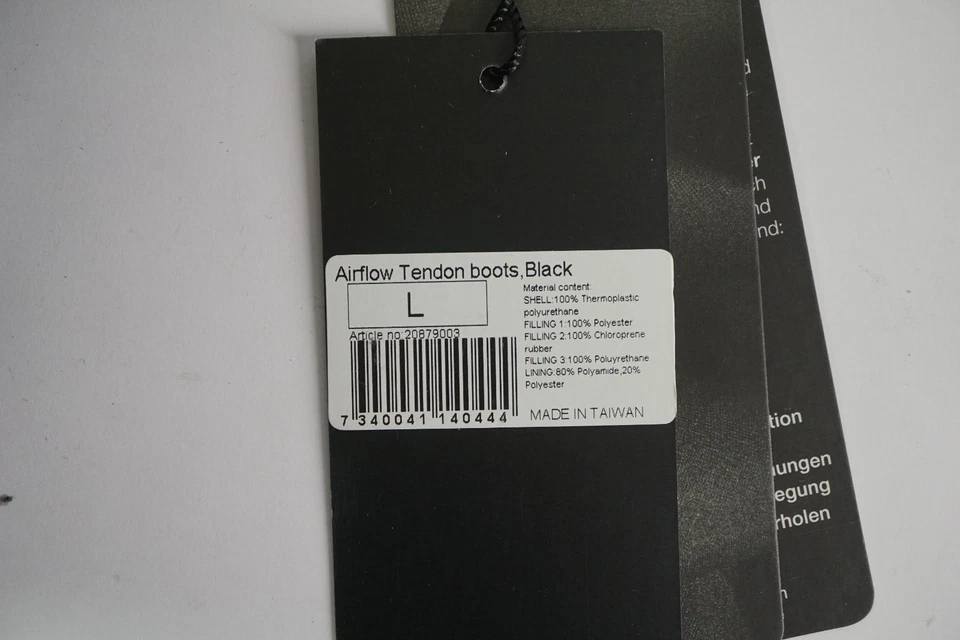 Airflow Tendon boots,Black
L
Article no:20879003
7 340041 140444
Material content:
SHELL:100% Thermoplastic
polyurethane
FILLING 1:100% Polyester
FILLING 2:100% Chloroprene
rubber
FILLING 3:100% Poluyrethane
LINING:80% Polyamide,20%
Polyester
MADE IN TAIWAN
nd: